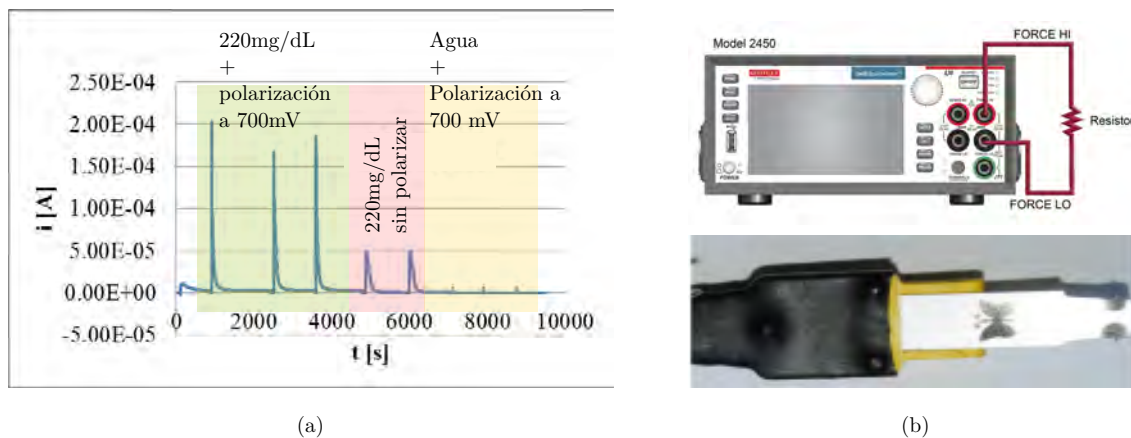 220mg/dL
+
polarización
a 700mV
Agua
+
Polarización a
700 mV
220mg/dL
sin polarizar
2.50E-04
2.00E-04
1.50E-04
1.00E-04
5.00E-05
0.00E+00
-5.00E-05
i [A]
0 2000 4000 6000 8000 10000
t [s]
(a)
Model 2450
FORCE HI
Resisto
FORCE LO
POWER
(b)